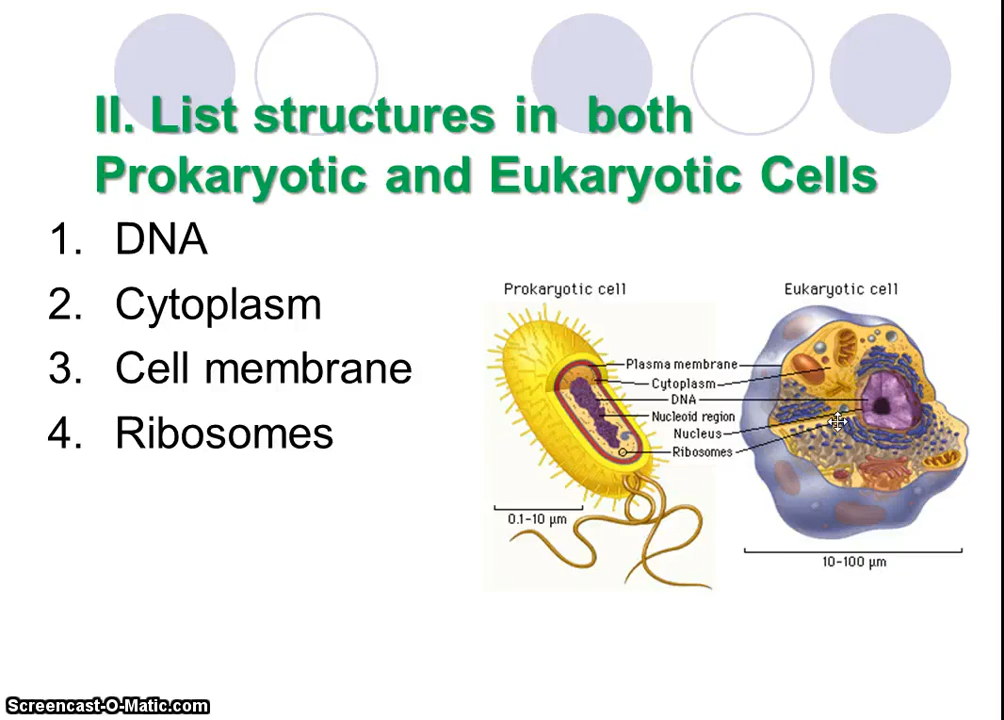 II. List structures in both
Prokaryotic and Eukaryotic Cells
1. DNA
2. Cytoplasm
3. Cell membrane
4. Ribosomes
Prokaryotic cell
Eukaryotic cell
Plasma membrane
Cytoplasm
DNA
Nucleoid region
Nucleus
Ribosomes
0.1-10 µm
10-100 µm
Screencast-O-Matic.com